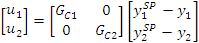 [u₁
u₂] = [G_C1 0
0 G_C2] [y₁^SP − y₁
y₂^SP − y₂]